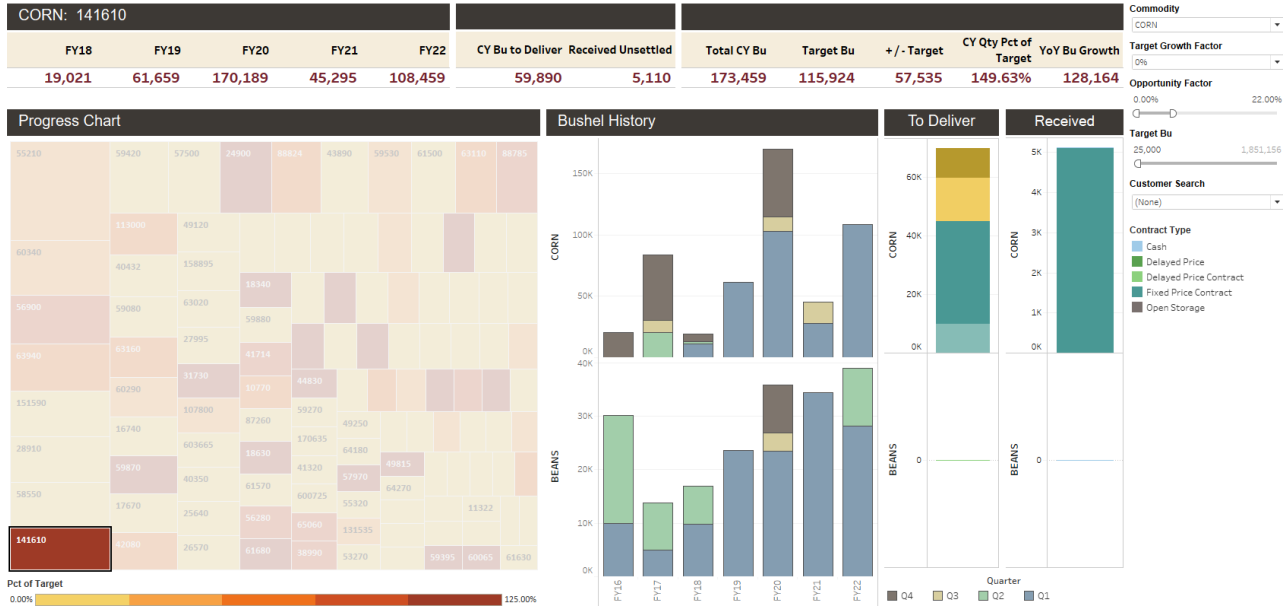 CORN: 141610
FY18 FY19 FY20 FY21 FY22
19,021 61,659 170,189 45,295 108,459
CY Bu to Deliver Received Unsettled
59,890 5,110
Total CY Bu Target Bu +/- Target CY Qty Pct of Target YoY Bu Growth
173,459 115,924 57,535 149.63% 128,164
Commodity
CORN
Target Growth Factor
0%
Opportunity Factor
0.00% 22.00%
Target Bu
25,000 1,851,156
Customer Search
(None)
Contract Type
Cash
Delayed Price
Delayed Price Contract
Fixed Price Contract
Open Storage
Progress Chart
55210 59420 57500 24900 43890 59530 61500 63110 88785
113000 49120
60340 40432 158895
18340
56900 59080 63020 59880
27995
63940 63160 41714
31730 10770 44830
151590 60290 107800 59270
16740 87260 49250
28910 603665 170635
59870 40350 18630 41320 64180 49815
58550 61570 600725 57970 64270
17670 25640 56280 55320 11322
141610 42080 26570 61680 65060 131535
38990 53270 59395 60065 61630
Pct of Target
0.00% 125.00%
Bushel History
CORN
150K
100K
50K
0K
BEANS
40K
30K
20K
10K
0K
FY16 FY17 FY18 FY19 FY20 FY21 FY22
To Deliver
CORN
60K
40K
20K
0K
BEANS
0
Received
CORN
5K
4K
3K
2K
1K
0K
BEANS
0
Quarter
Q4 Q3 Q2 Q1